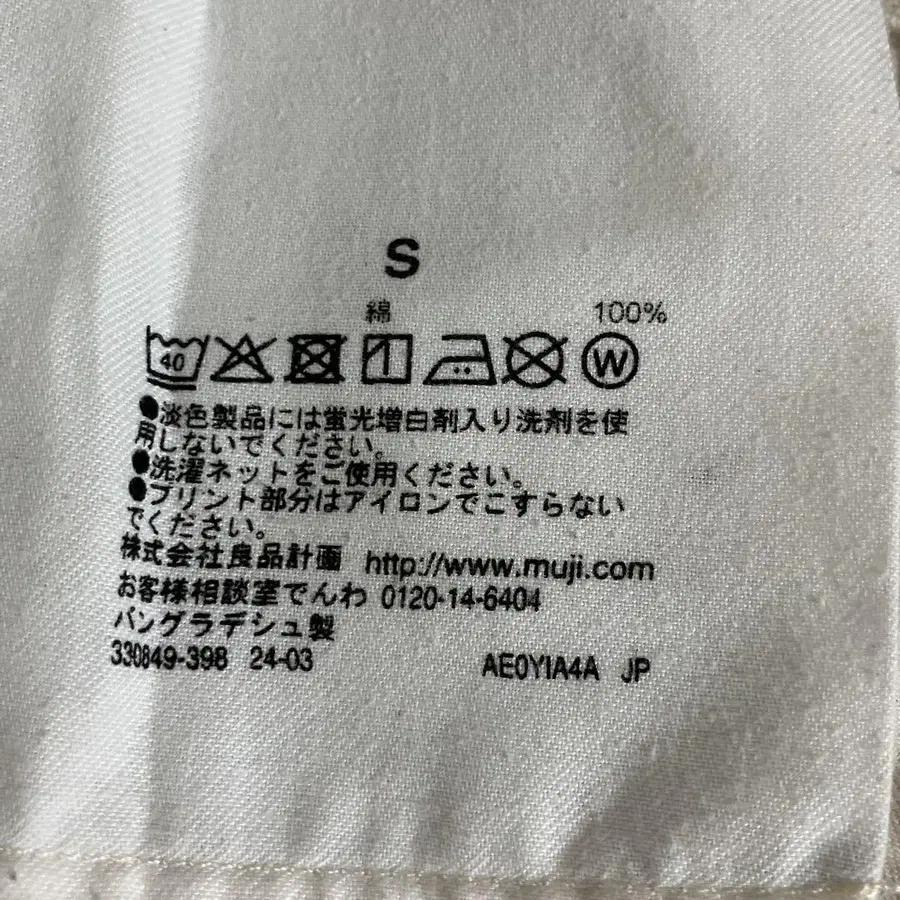 S
綿 100%
40 W
●淡色製品には蛍光増白剤入り洗剤を使
用しないでください。
●洗濯ネットをご使用ください。
●プリント部分はアイロンでこすらない
でください。
株式会社良品計画 http://www.muji.com
お客様相談室でんわ 0120-14-6404
バングラデシュ製
330849-398 24-03 AE0YIA4A JP